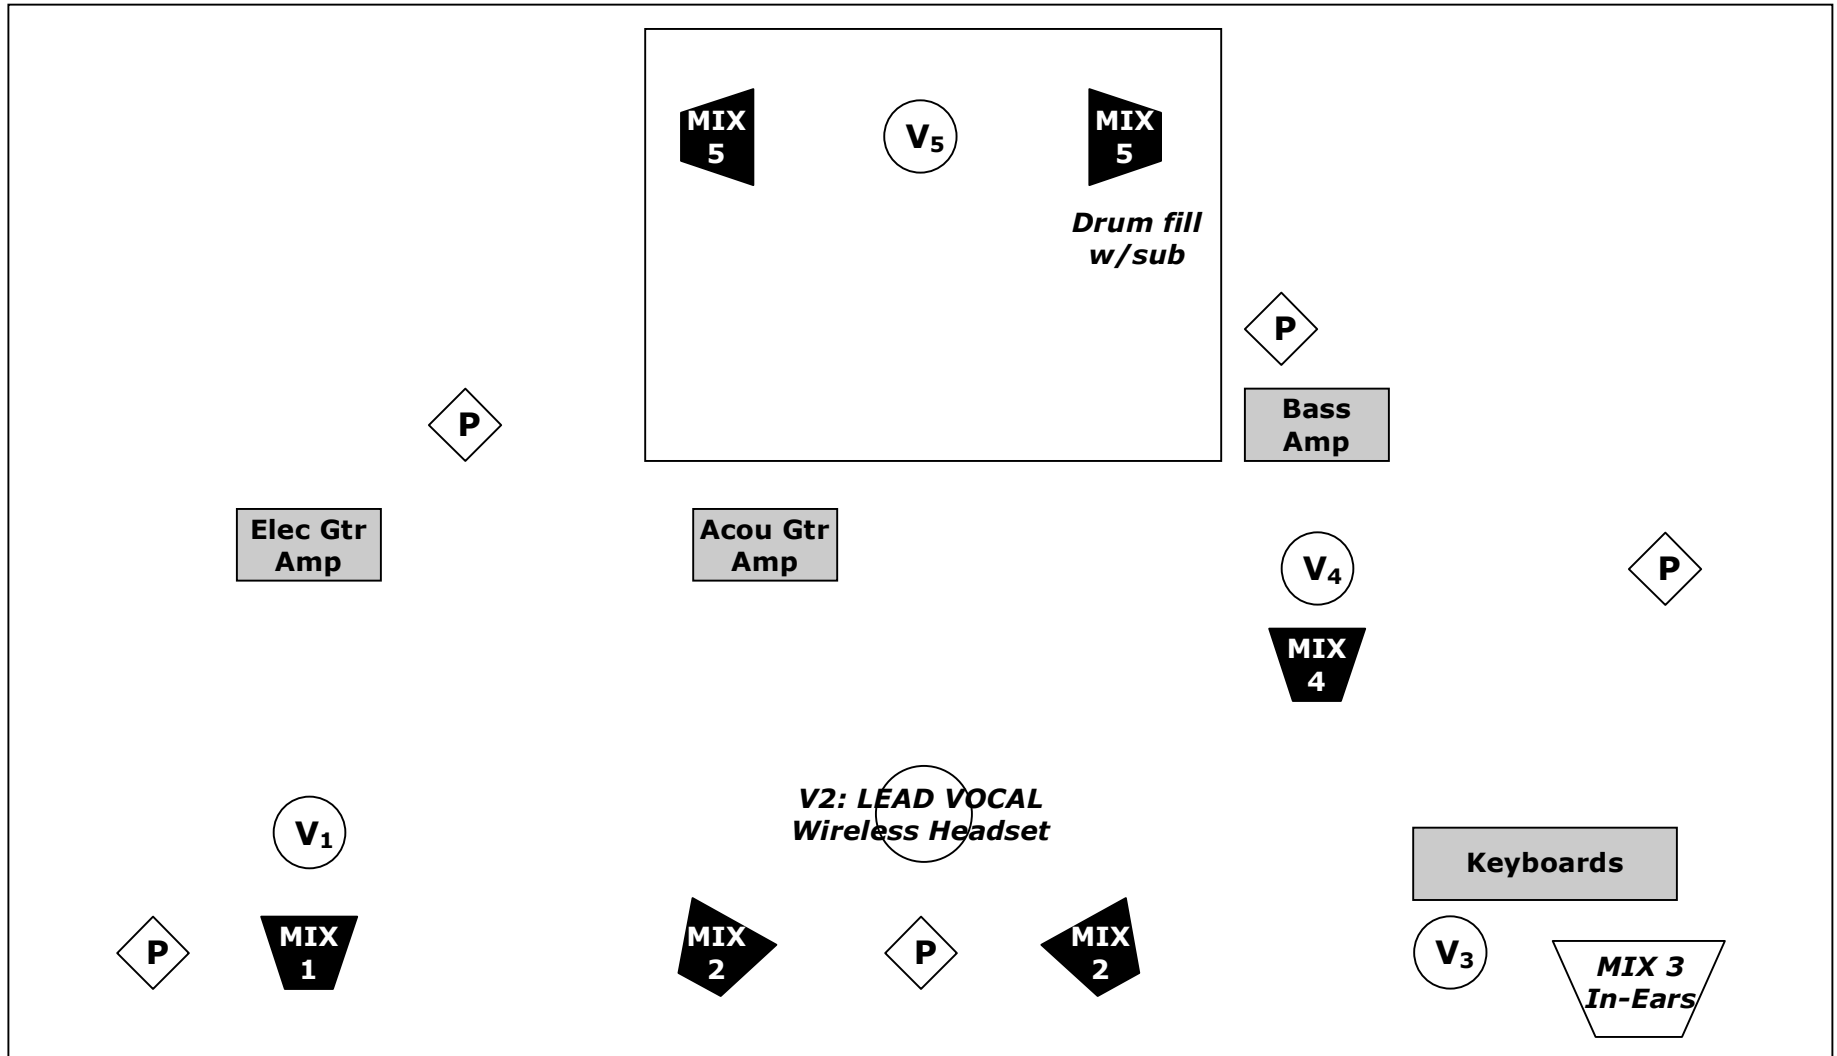 MIX
5
V5
MIX
5
Drum fill
w/sub
P
P
Bass
Amp
Elec Gtr
Amp
Acou Gtr
Amp
V4
P
MIX
4
V2: LEAD VOCAL
Wireless Headset
V1
Keyboards
P
MIX
1
MIX
2
P
MIX
2
V3
MIX 3
In-Ears